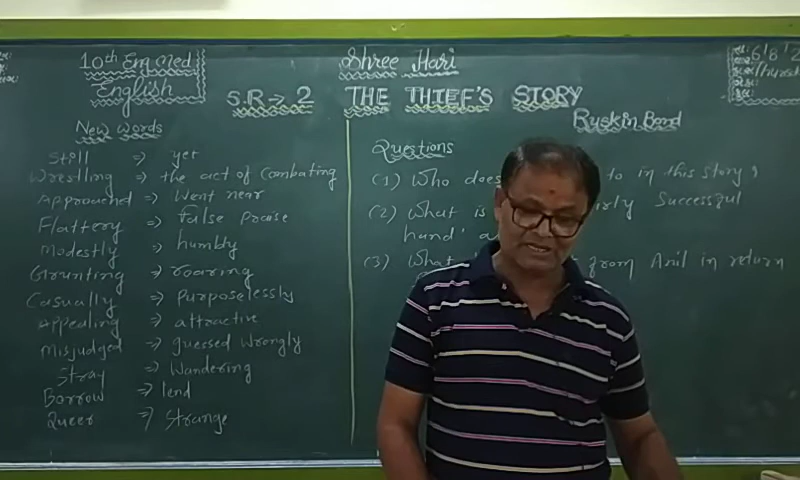 10th Eng Med
English
Shree Hari
S.R → 2 THE THIEF'S STORY
Ruskin Bond
New words
Still ⇒ yet
Wrestling ⇒ the act of Combating
Approached ⇒ Went near
Flattery ⇒ false praise
Modestly ⇒ humbly
Grunting ⇒ roaring
Casually ⇒ Purposelessly
Appealing ⇒ attractive
Misjudged ⇒ guessed wrongly
Stray ⇒ Wandering
Borrow ⇒ lend
Queer ⇒ Strange
Questions
(1) Who does to in this story ?
(2) What is Successful
hand' a
(3) What from Anil in return